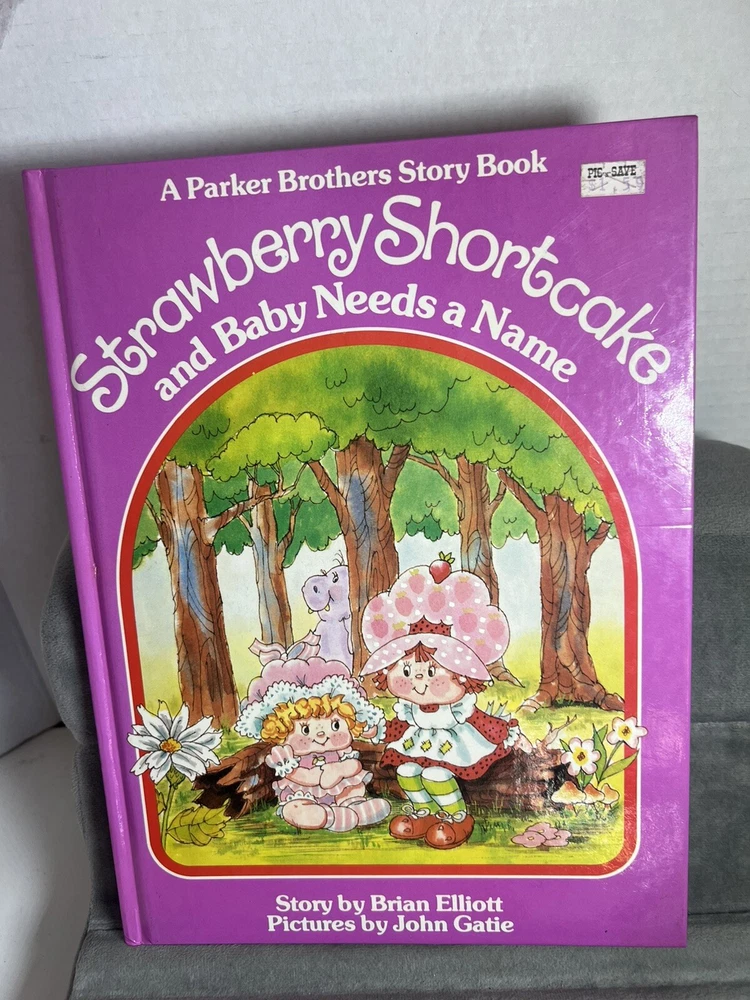 A Parker Brothers Story Book
PIC-N-SAVE
Strawberry Shortcake
and Baby Needs a Name
Story by Brian Elliott
Pictures by John Gatie